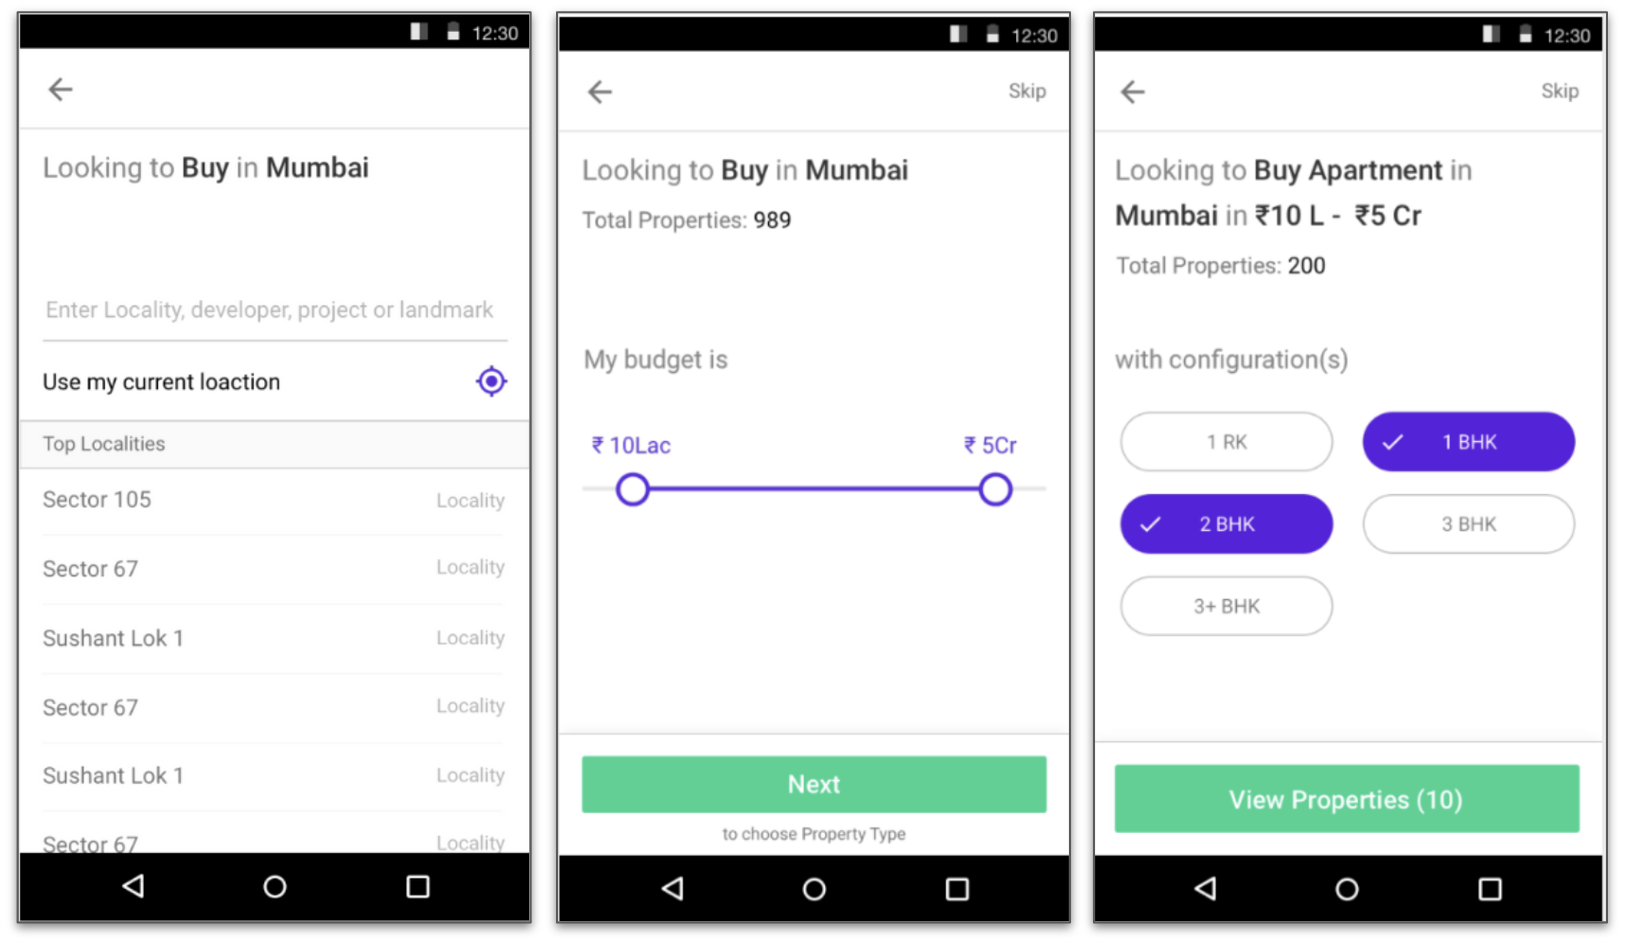 12:30
Looking to Buy in Mumbai
Enter Locality, developer, project or landmark
Use my current loaction
Top Localities
Sector 105 Locality
Sector 67 Locality
Sushant Lok 1 Locality
Sector 67 Locality
Sushant Lok 1 Locality
Sector 67 Locality
12:30
Skip
Looking to Buy in Mumbai
Total Properties: 989
My budget is
₹ 10Lac ₹ 5Cr
Next
to choose Property Type
12:30
Skip
Looking to Buy Apartment in
Mumbai in ₹10 L - ₹5 Cr
Total Properties: 200
with configuration(s)
1 RK 1 BHK
2 BHK 3 BHK
3+ BHK
View Properties (10)